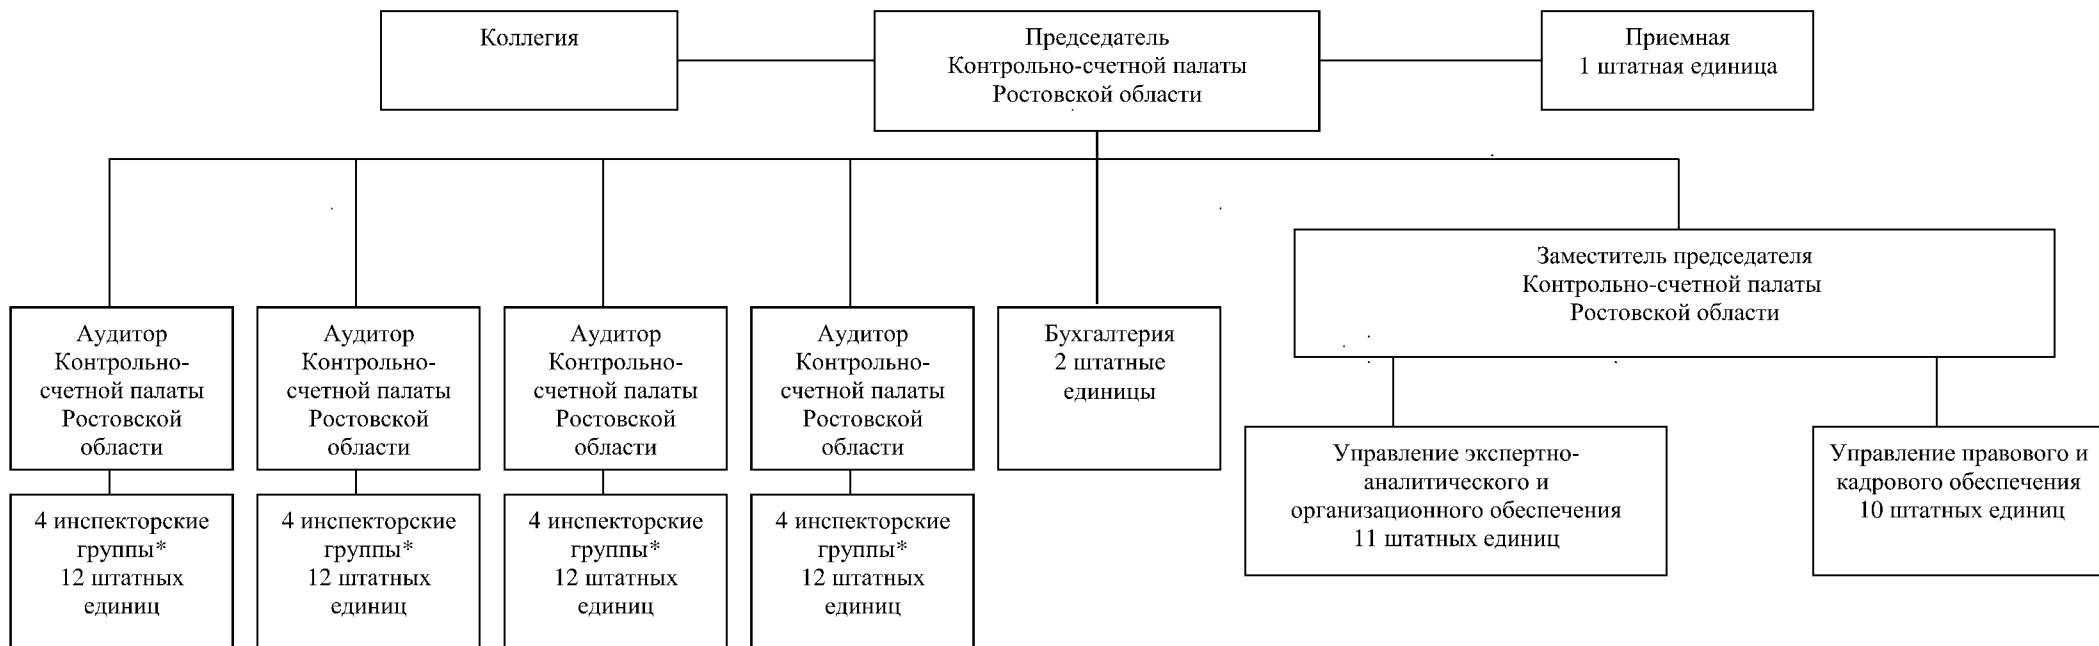 Коллегия
Председатель
Контрольно-счетной палаты
Ростовской области
Приемная
1 штатная единица
Заместитель председателя
Контрольно-счетной палаты
Ростовской области
Аудитор
Контрольно-
счетной палаты
Ростовской
области
Аудитор
Контрольно-
счетной палаты
Ростовской
области
Аудитор
Контрольно-
счетной палаты
Ростовской
области
Аудитор
Контрольно-
счетной палаты
Ростовской
области
Бухгалтерия
2 штатные
единицы
Управление экспертно-
аналитического и
организационного обеспечения
11 штатных единиц
Управление правового и
кадрового обеспечения
10 штатных единиц
4 инспекторские
группы*
12 штатных
единиц
4 инспекторские
группы*
12 штатных
единиц
4 инспекторские
группы*
12 штатных
единиц
4 инспекторские
группы*
12 штатных
единиц